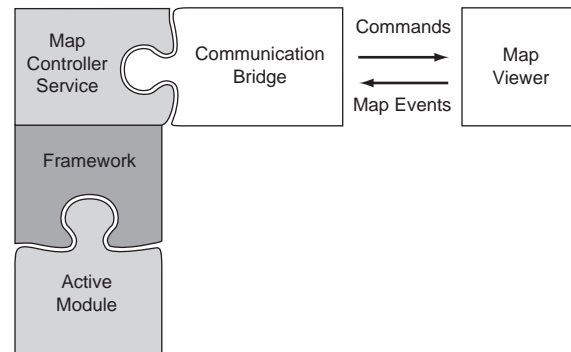 Map
Controller
Service
Communication
Bridge
Commands
Map Events
Map
Viewer
Framework
Active
Module